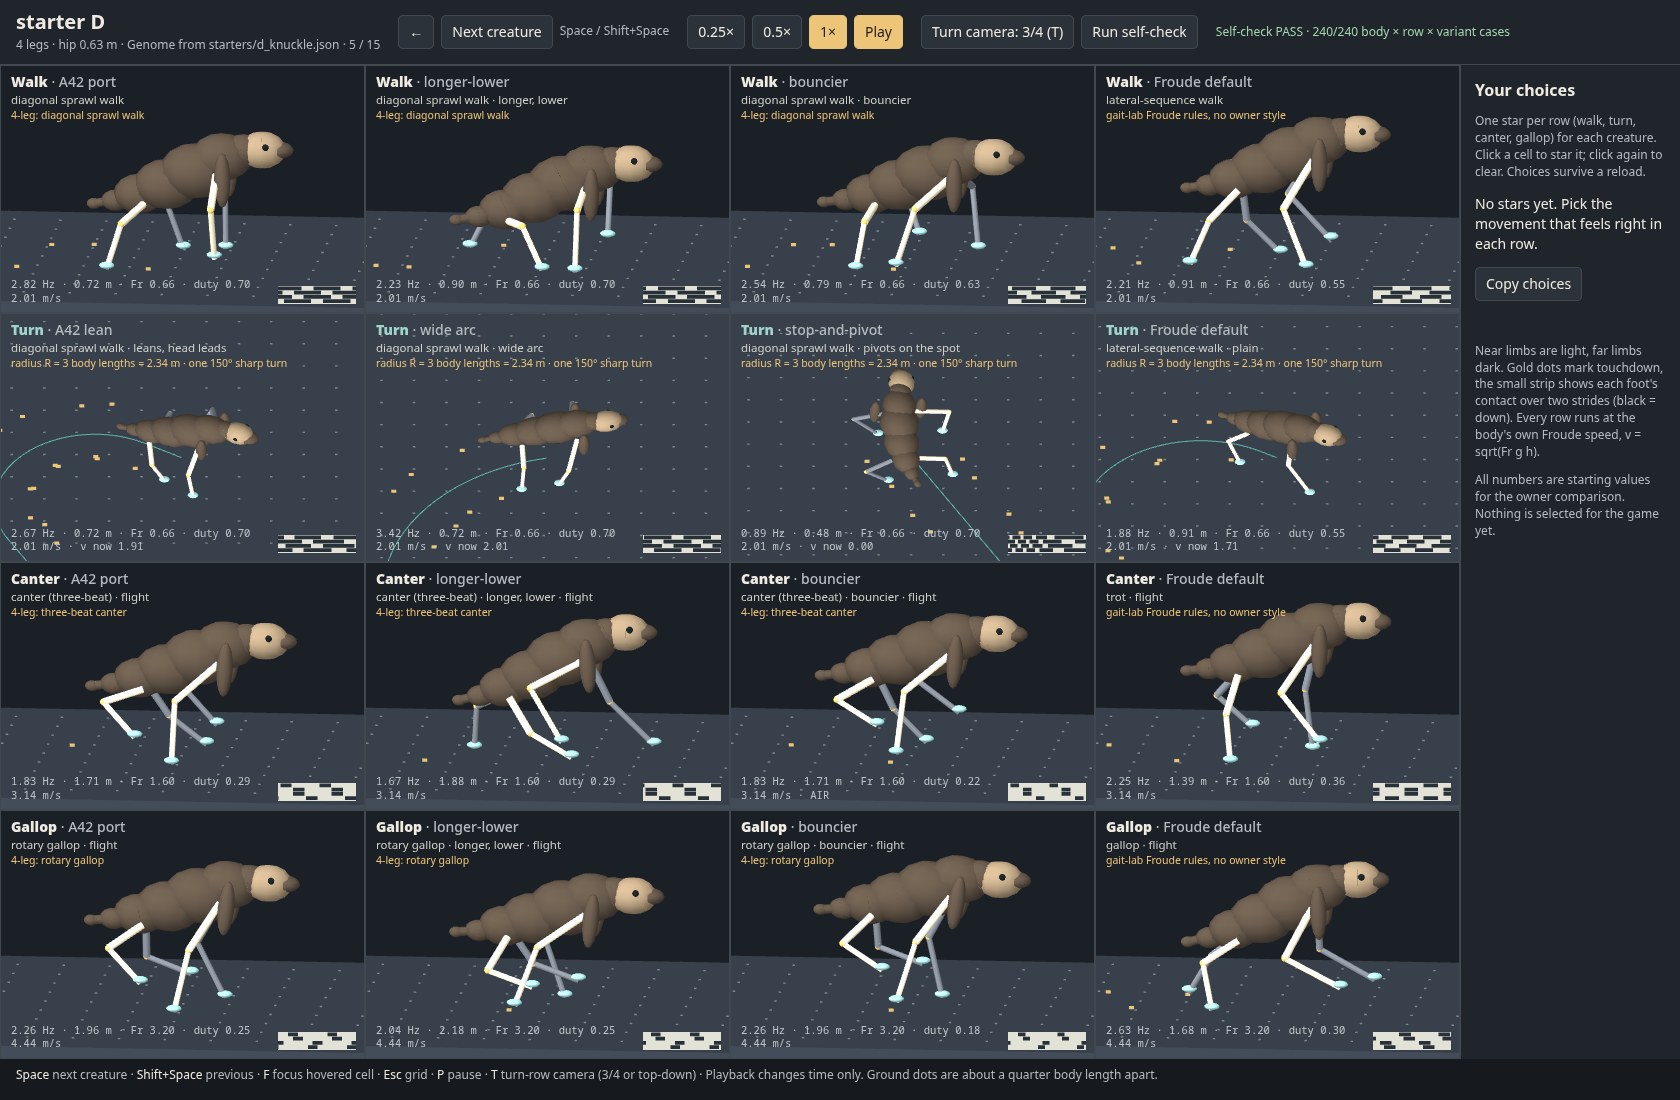 starter D
4 legs · hip 0.63 m · Genome from starters/d_knuckle.json · 5 / 15
←
Next creature
Space / Shift+Space
0.25×
0.5×
1×
Play
Turn camera: 3/4 (T)
Run self-check
Self-check PASS · 240/240 body × row × variant cases
Walk · A42 port
diagonal sprawl walk
4-leg: diagonal sprawl walk
2.82 Hz · 0.72 m · Fr 0.66 · duty 0.70
2.01 m/s
Walk · longer-lower
diagonal sprawl walk · longer, lower
4-leg: diagonal sprawl walk
2.23 Hz · 0.90 m · Fr 0.66 · duty 0.70
2.01 m/s
Walk · bouncier
diagonal sprawl walk · bouncier
4-leg: diagonal sprawl walk
2.54 Hz · 0.79 m · Fr 0.66 · duty 0.63
2.01 m/s
Walk · Froude default
lateral-sequence walk
gait-lab Froude rules, no owner style
2.21 Hz · 0.91 m · Fr 0.66 · duty 0.55
2.01 m/s
Turn · A42 lean
diagonal sprawl walk · leans, head leads
radius R = 3 body lengths = 2.34 m · one 150° sharp turn
2.67 Hz · 0.72 m · Fr 0.66 · duty 0.70
2.01 m/s · v now 1.91
Turn · wide arc
diagonal sprawl walk · wide arc
radius R = 3 body lengths = 2.34 m · one 150° sharp turn
3.42 Hz · 0.72 m · Fr 0.66 · duty 0.70
2.01 m/s · v now 2.01
Turn · stop-and-pivot
diagonal sprawl walk · pivots on the spot
radius R = 3 body lengths = 2.34 m · one 150° sharp turn
0.89 Hz · 0.48 m · Fr 0.66 · duty 0.70
2.01 m/s · v now 0.00
Turn · Froude default
lateral-sequence walk · plain
radius R = 3 body lengths = 2.34 m · one 150° sharp turn
1.88 Hz · 0.91 m · Fr 0.66 · duty 0.55
2.01 m/s · v now 1.71
Canter · A42 port
canter (three-beat) · flight
4-leg: three-beat canter
1.83 Hz · 1.71 m · Fr 1.60 · duty 0.29
3.14 m/s
Canter · longer-lower
canter (three-beat) · longer, lower · flight
4-leg: three-beat canter
1.67 Hz · 1.88 m · Fr 1.60 · duty 0.29
3.14 m/s
Canter · bouncier
canter (three-beat) · bouncier · flight
4-leg: three-beat canter
1.83 Hz · 1.71 m · Fr 1.60 · duty 0.22
3.14 m/s · AIR
Canter · Froude default
trot · flight
gait-lab Froude rules, no owner style
2.25 Hz · 1.39 m · Fr 1.60 · duty 0.36
3.14 m/s
Gallop · A42 port
rotary gallop · flight
4-leg: rotary gallop
2.26 Hz · 1.96 m · Fr 3.20 · duty 0.25
4.44 m/s
Gallop · longer-lower
rotary gallop · longer, lower · flight
4-leg: rotary gallop
2.04 Hz · 2.18 m · Fr 3.20 · duty 0.25
4.44 m/s
Gallop · bouncier
rotary gallop · bouncier · flight
4-leg: rotary gallop
2.26 Hz · 1.96 m · Fr 3.20 · duty 0.18
4.44 m/s
Gallop · Froude default
gallop · flight
gait-lab Froude rules, no owner style
2.63 Hz · 1.68 m · Fr 3.20 · duty 0.30
4.44 m/s
Your choices
One star per row (walk, turn,
canter, gallop) for each creature.
Click a cell to star it; click again to
clear. Choices survive a reload.
No stars yet. Pick the
movement that feels right in
each row.
Copy choices
Near limbs are light, far limbs
dark. Gold dots mark touchdown,
the small strip shows each foot's
contact over two strides (black =
down). Every row runs at the
body's own Froude speed, v =
sqrt(Fr g h).
All numbers are starting values
for the owner comparison.
Nothing is selected for the game
yet.
Space next creature · Shift+Space previous · F focus hovered cell · Esc grid · P pause · T turn-row camera (3/4 or top-down) · Playback changes time only. Ground dots are about a quarter body length apart.